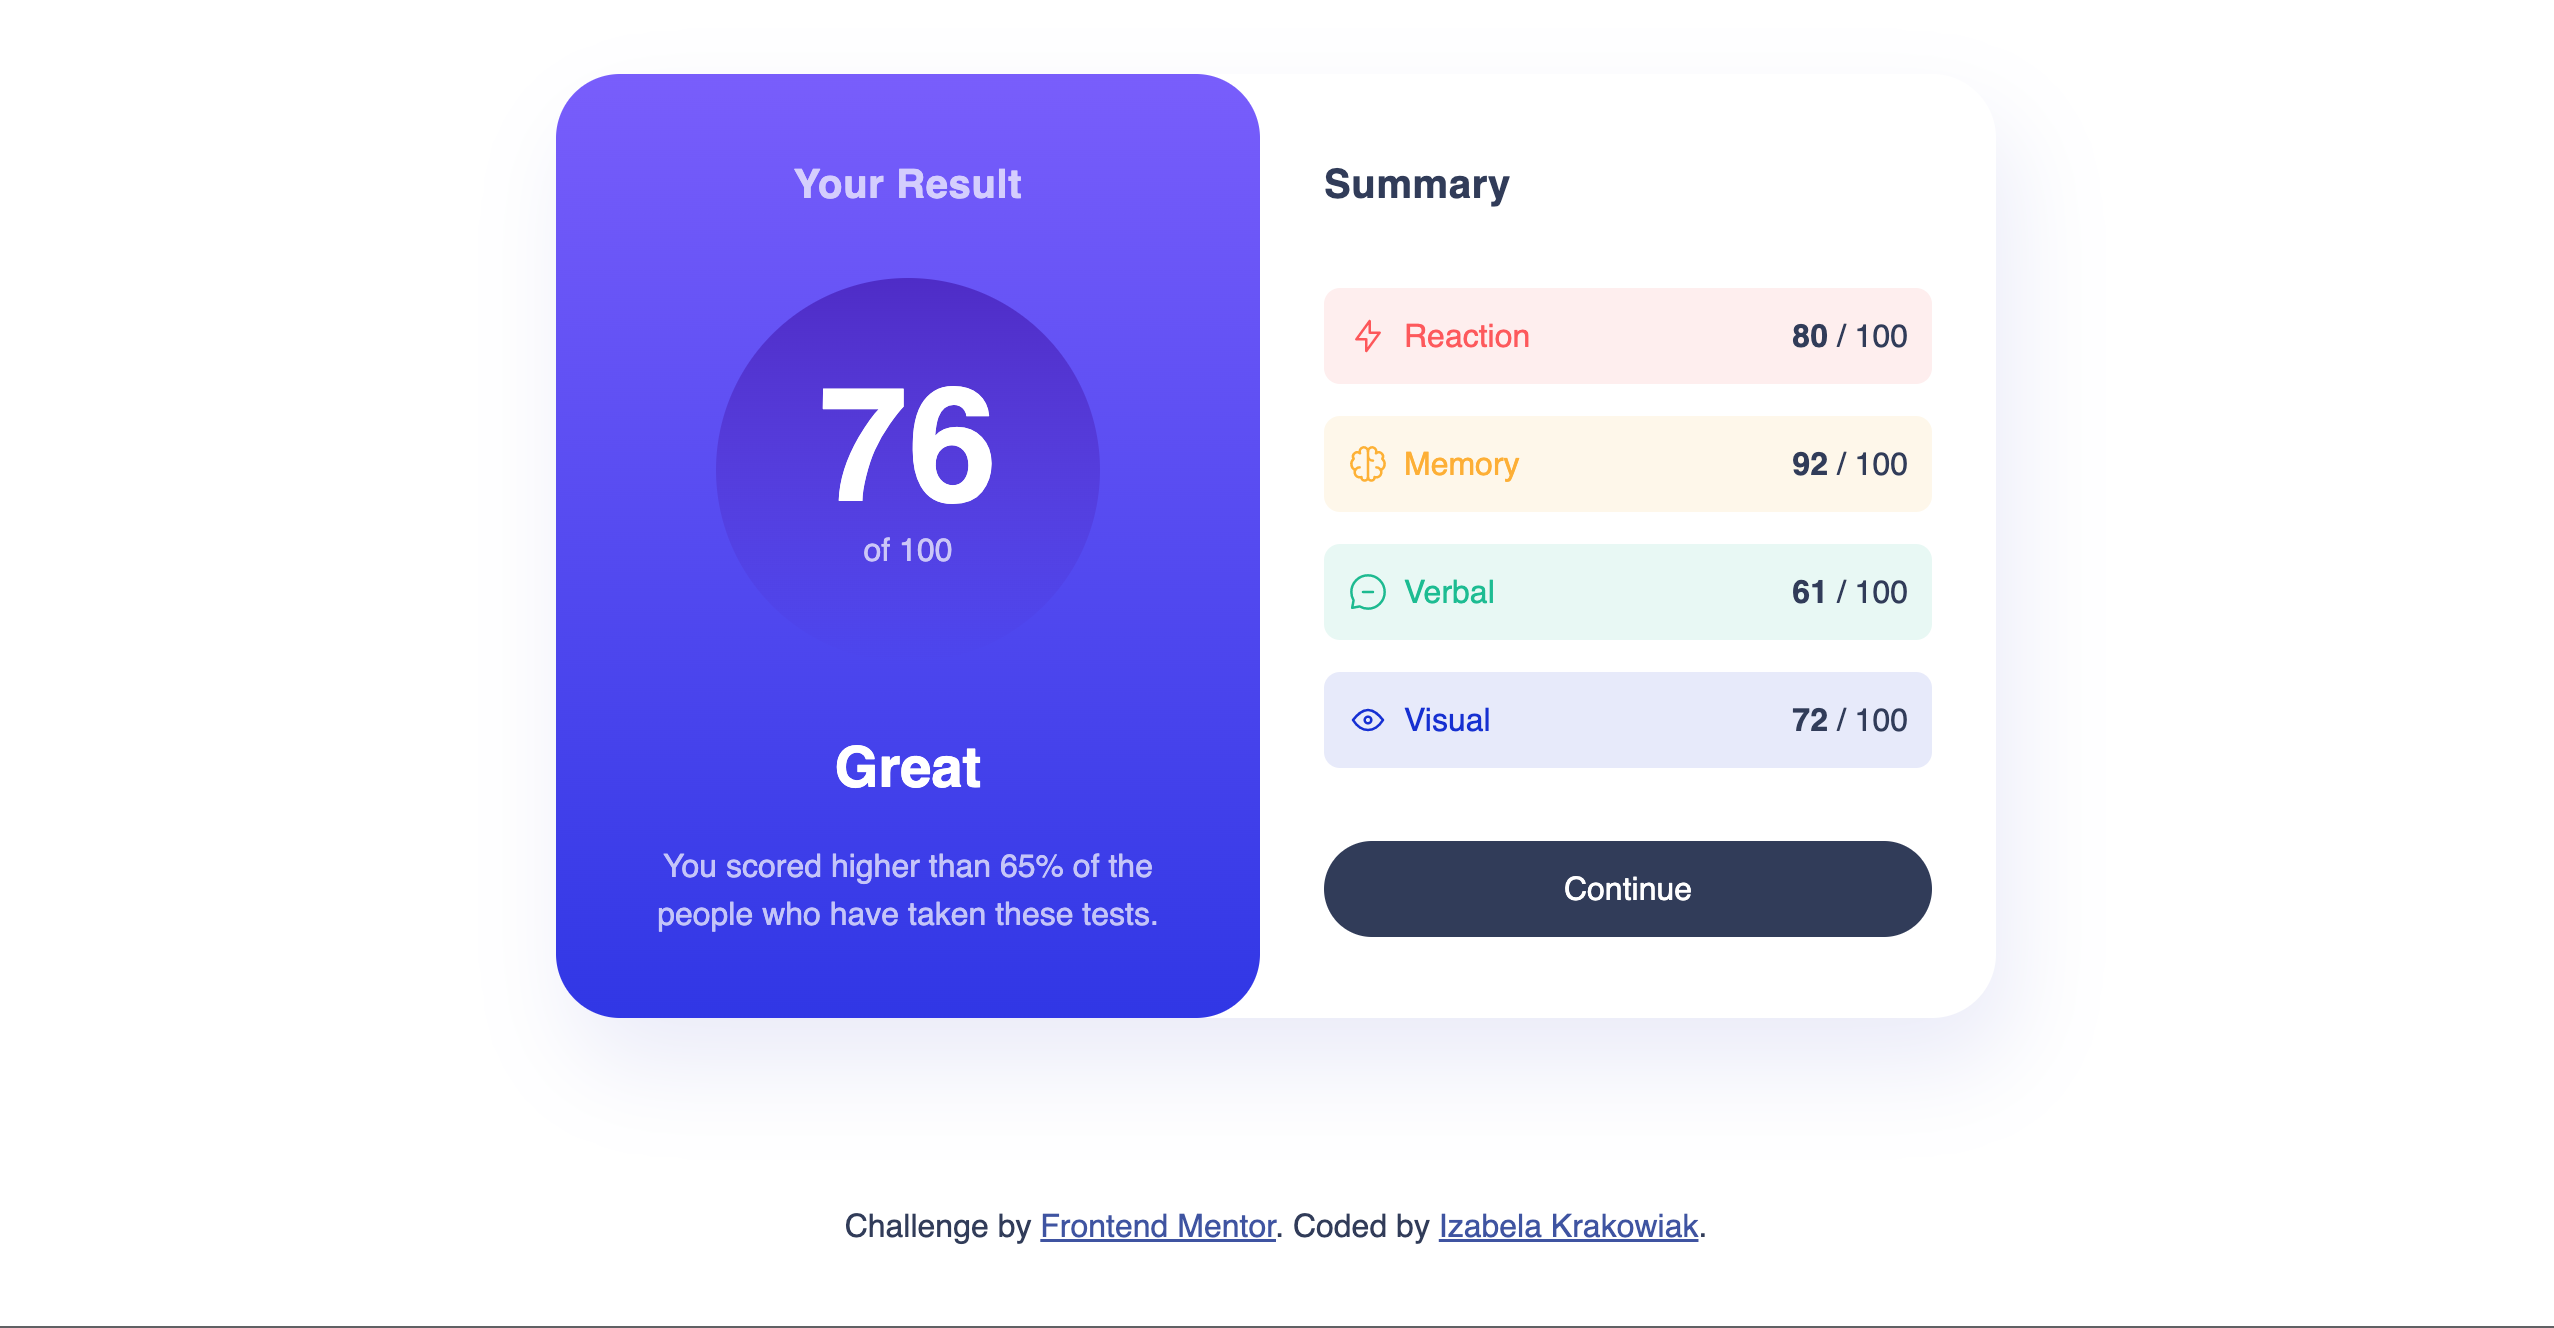 Your Result
76
of 100
Great
You scored higher than 65% of the
people who have taken these tests.
Summary
Reaction 80 / 100
Memory 92 / 100
Verbal 61 / 100
Visual 72 / 100
Continue
Challenge by Frontend Mentor. Coded by Izabela Krakowiak.